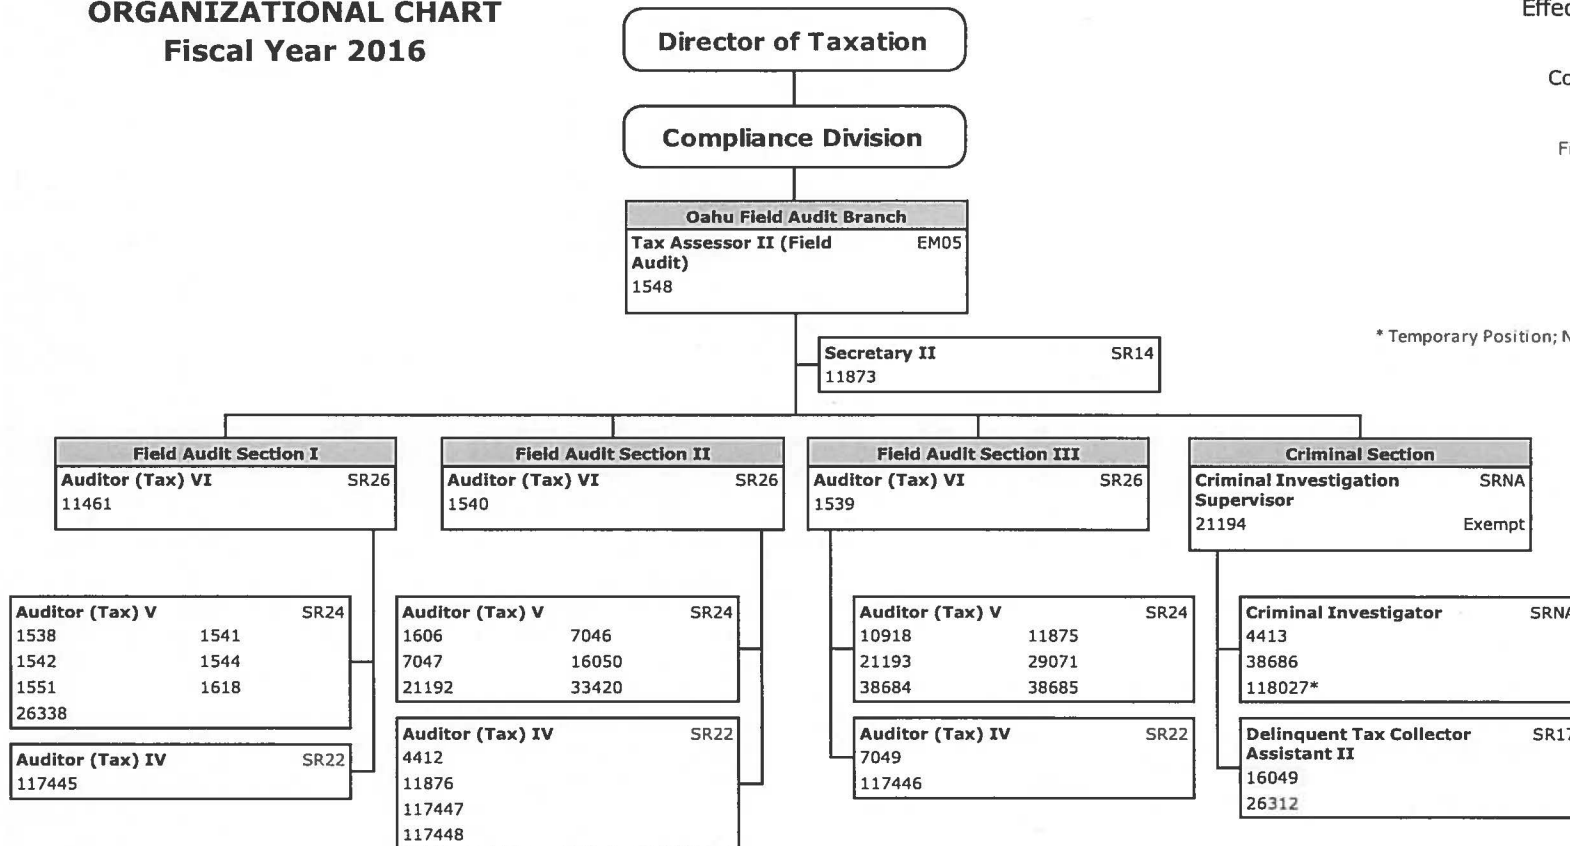 ORGANIZATIONAL CHART
Fiscal Year 2016
Director of Taxation
Compliance Division
Oahu Field Audit Branch
Tax Assessor II (Field Audit) EM05
1548
* Temporary Position;
Secretary II SR14
11873
Field Audit Section I
Auditor (Tax) VI SR26
11461
Field Audit Section II
Auditor (Tax) VI SR26
1540
Field Audit Section III
Auditor (Tax) VI SR26
1539
Criminal Section
Criminal Investigation SRNA
Supervisor
21194 Exempt
Auditor (Tax) V SR24
1538 1541
1542 1544
1551 1618
26338
Auditor (Tax) IV SR22
117445
Auditor (Tax) V SR24
1606 7046
7047 16050
21192 33420
Auditor (Tax) IV SR22
4412
11876
117447
117448
Auditor (Tax) V SR24
10918 11875
21193 29071
38684 38685
Auditor (Tax) IV SR22
7049
117446
Criminal Investigator SRNA
4413
38686
118027*
Delinquent Tax Collector SR17
Assistant II
16049
26312